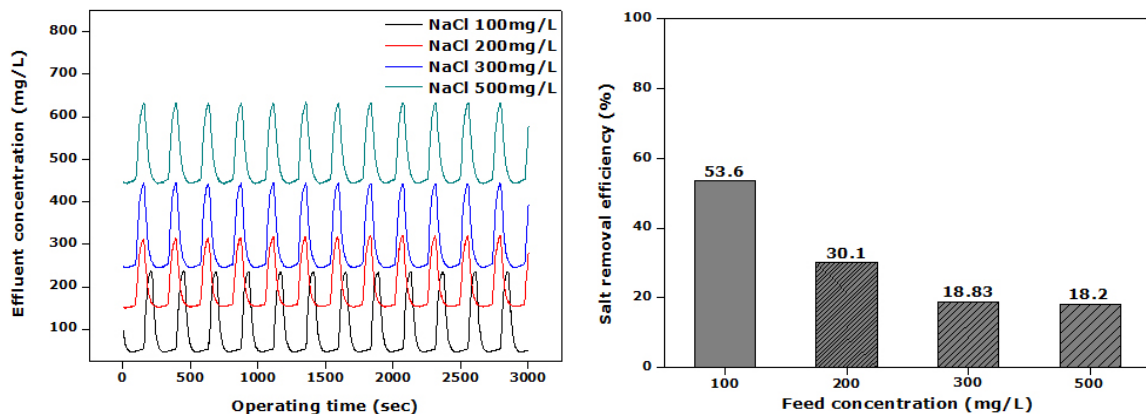 Effluent concentration (mg/L)
800
700
600
500
400
300
200
100
NaCl 100mg/L
NaCl 200mg/L
NaCl 300mg/L
NaCl 500mg/L
0 500 1000 1500 2000 2500 3000
Operating time (sec)
Salt removal efficiency (%)
100
80
60
40
20
0
53.6
30.1
18.83
18.2
100 200 300 500
Feed concentration (mg/L)